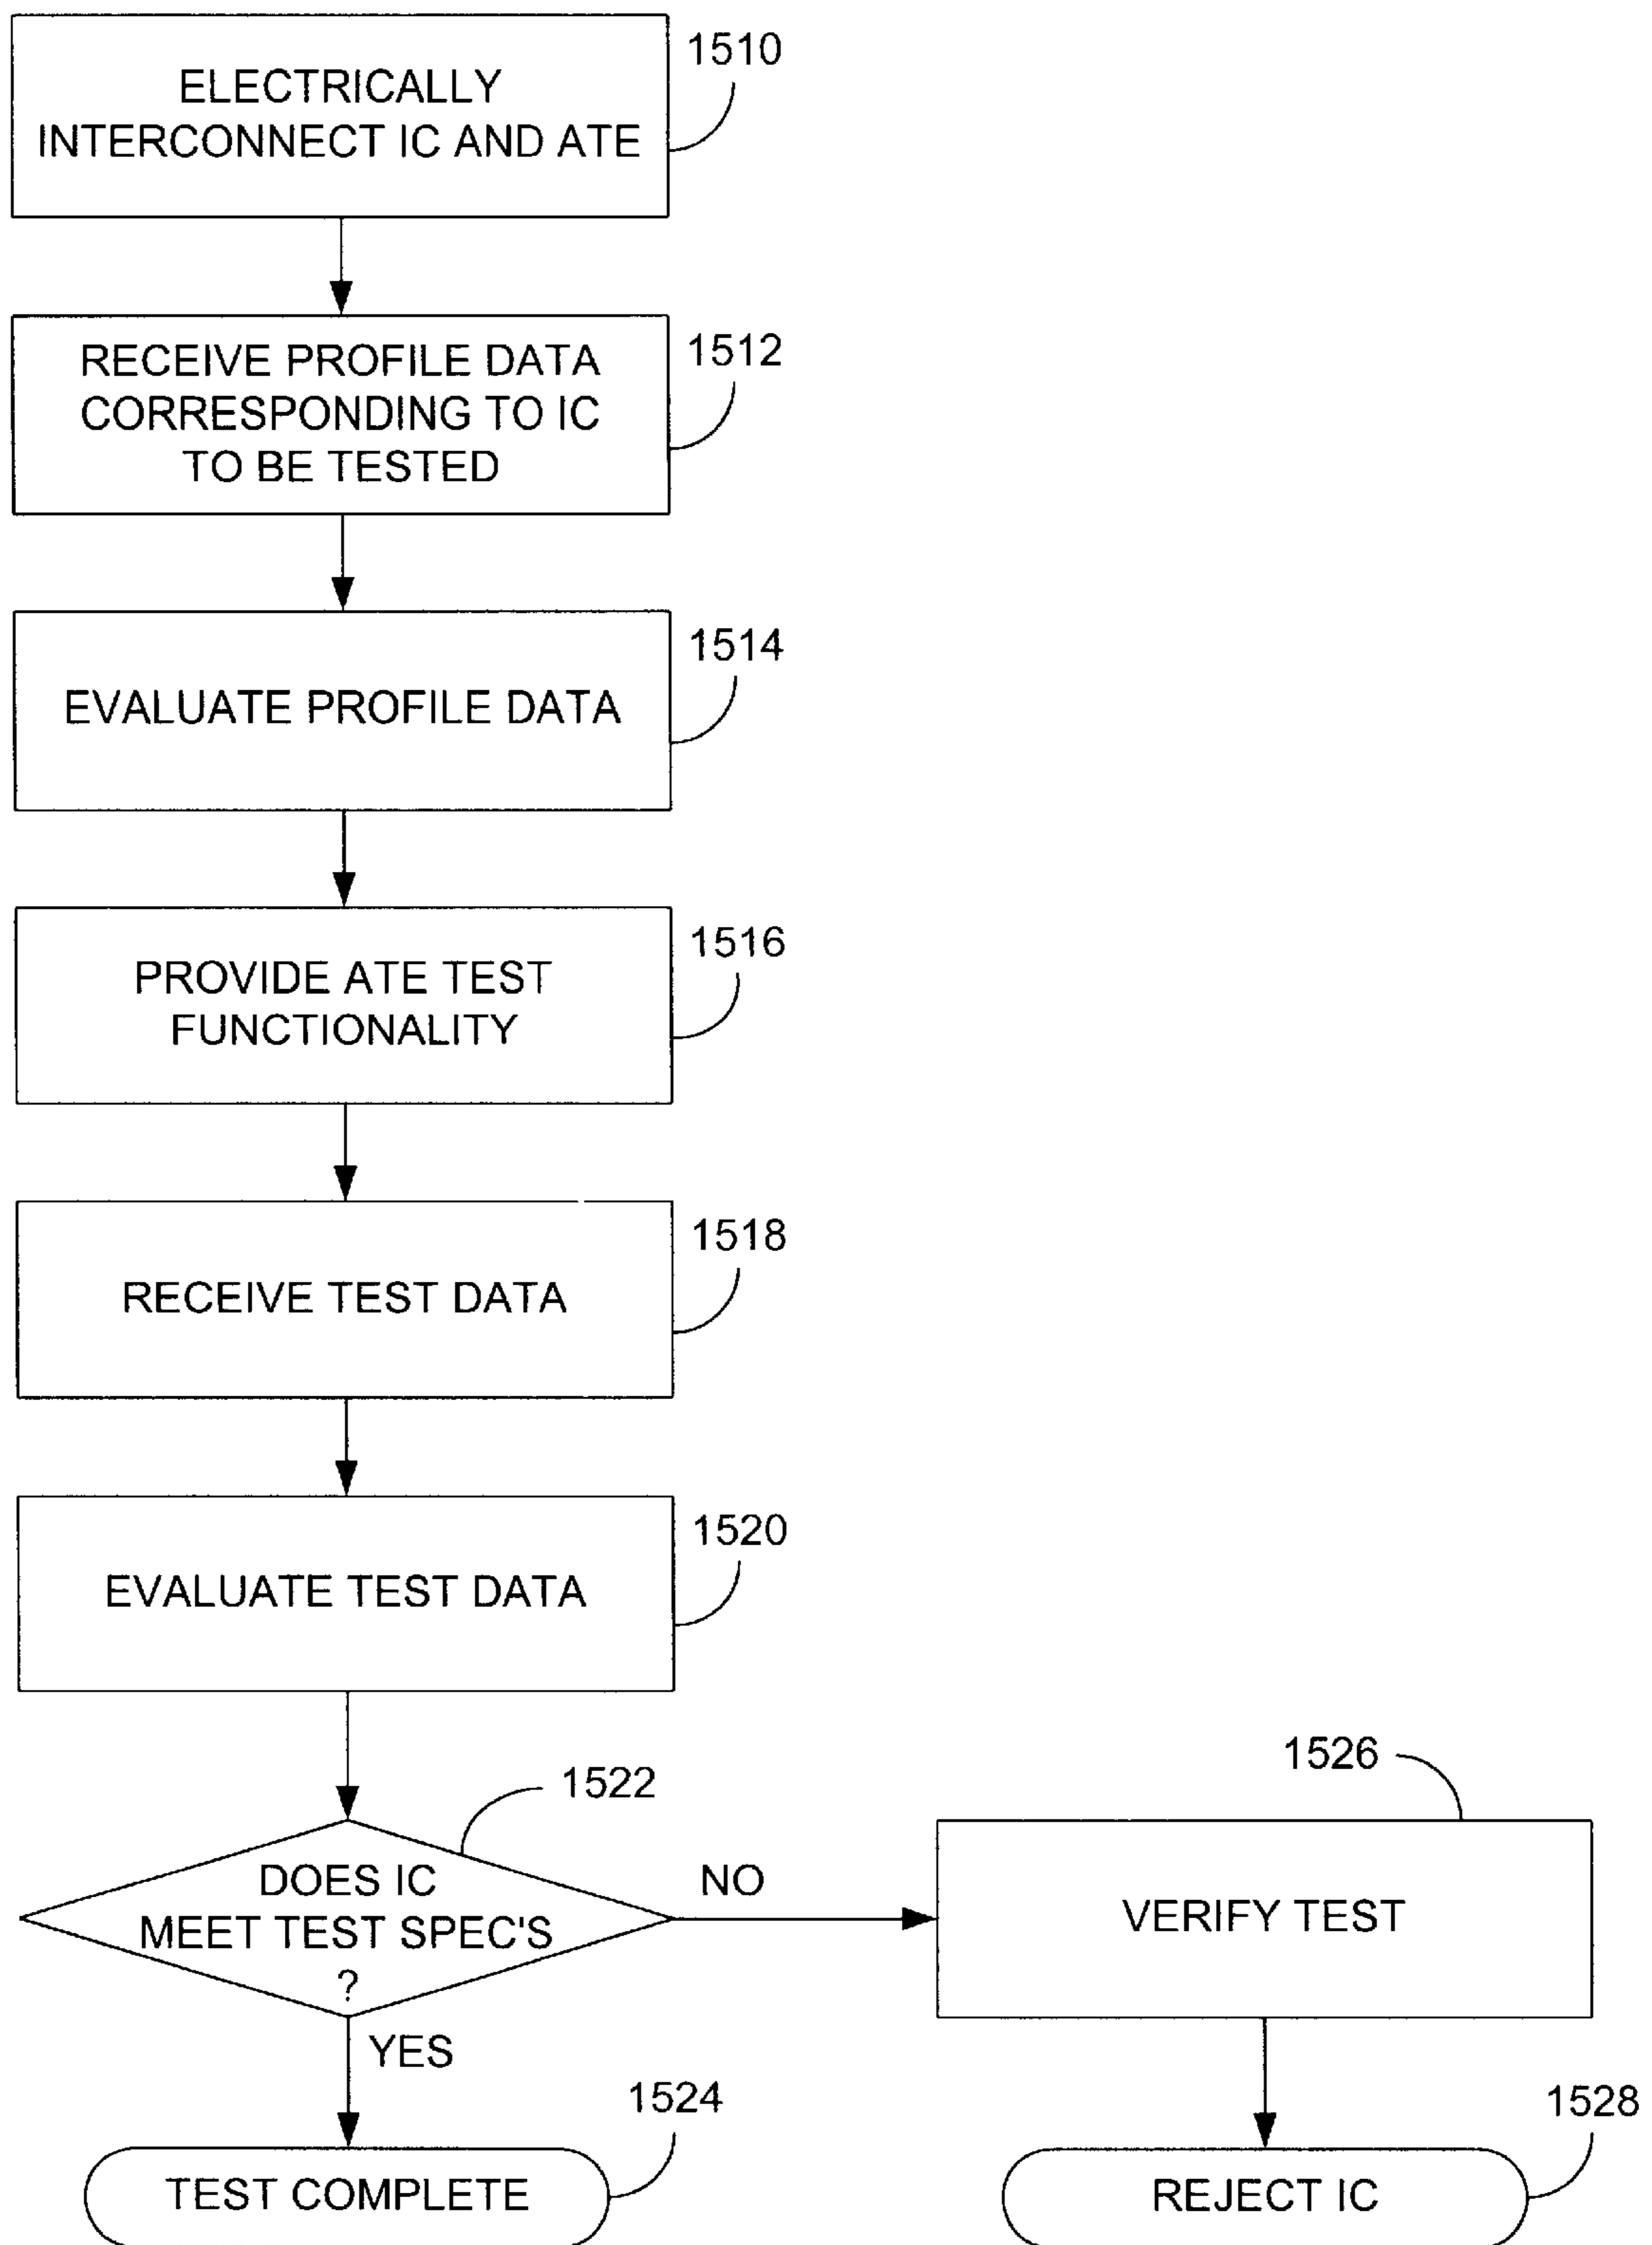 1510
ELECTRICALLY
INTERCONNECT IC AND ATE
1512
RECEIVE PROFILE DATA
CORRESPONDING TO IC
TO BE TESTED
1514
EVALUATE PROFILE DATA
1516
PROVIDE ATE TEST
FUNCTIONALITY
1518
RECEIVE TEST DATA
1520
EVALUATE TEST DATA
1522
DOES IC
MEET TEST SPEC'S
?
NO
1526
VERIFY TEST
YES
1524
TEST COMPLETE
1528
REJECT IC